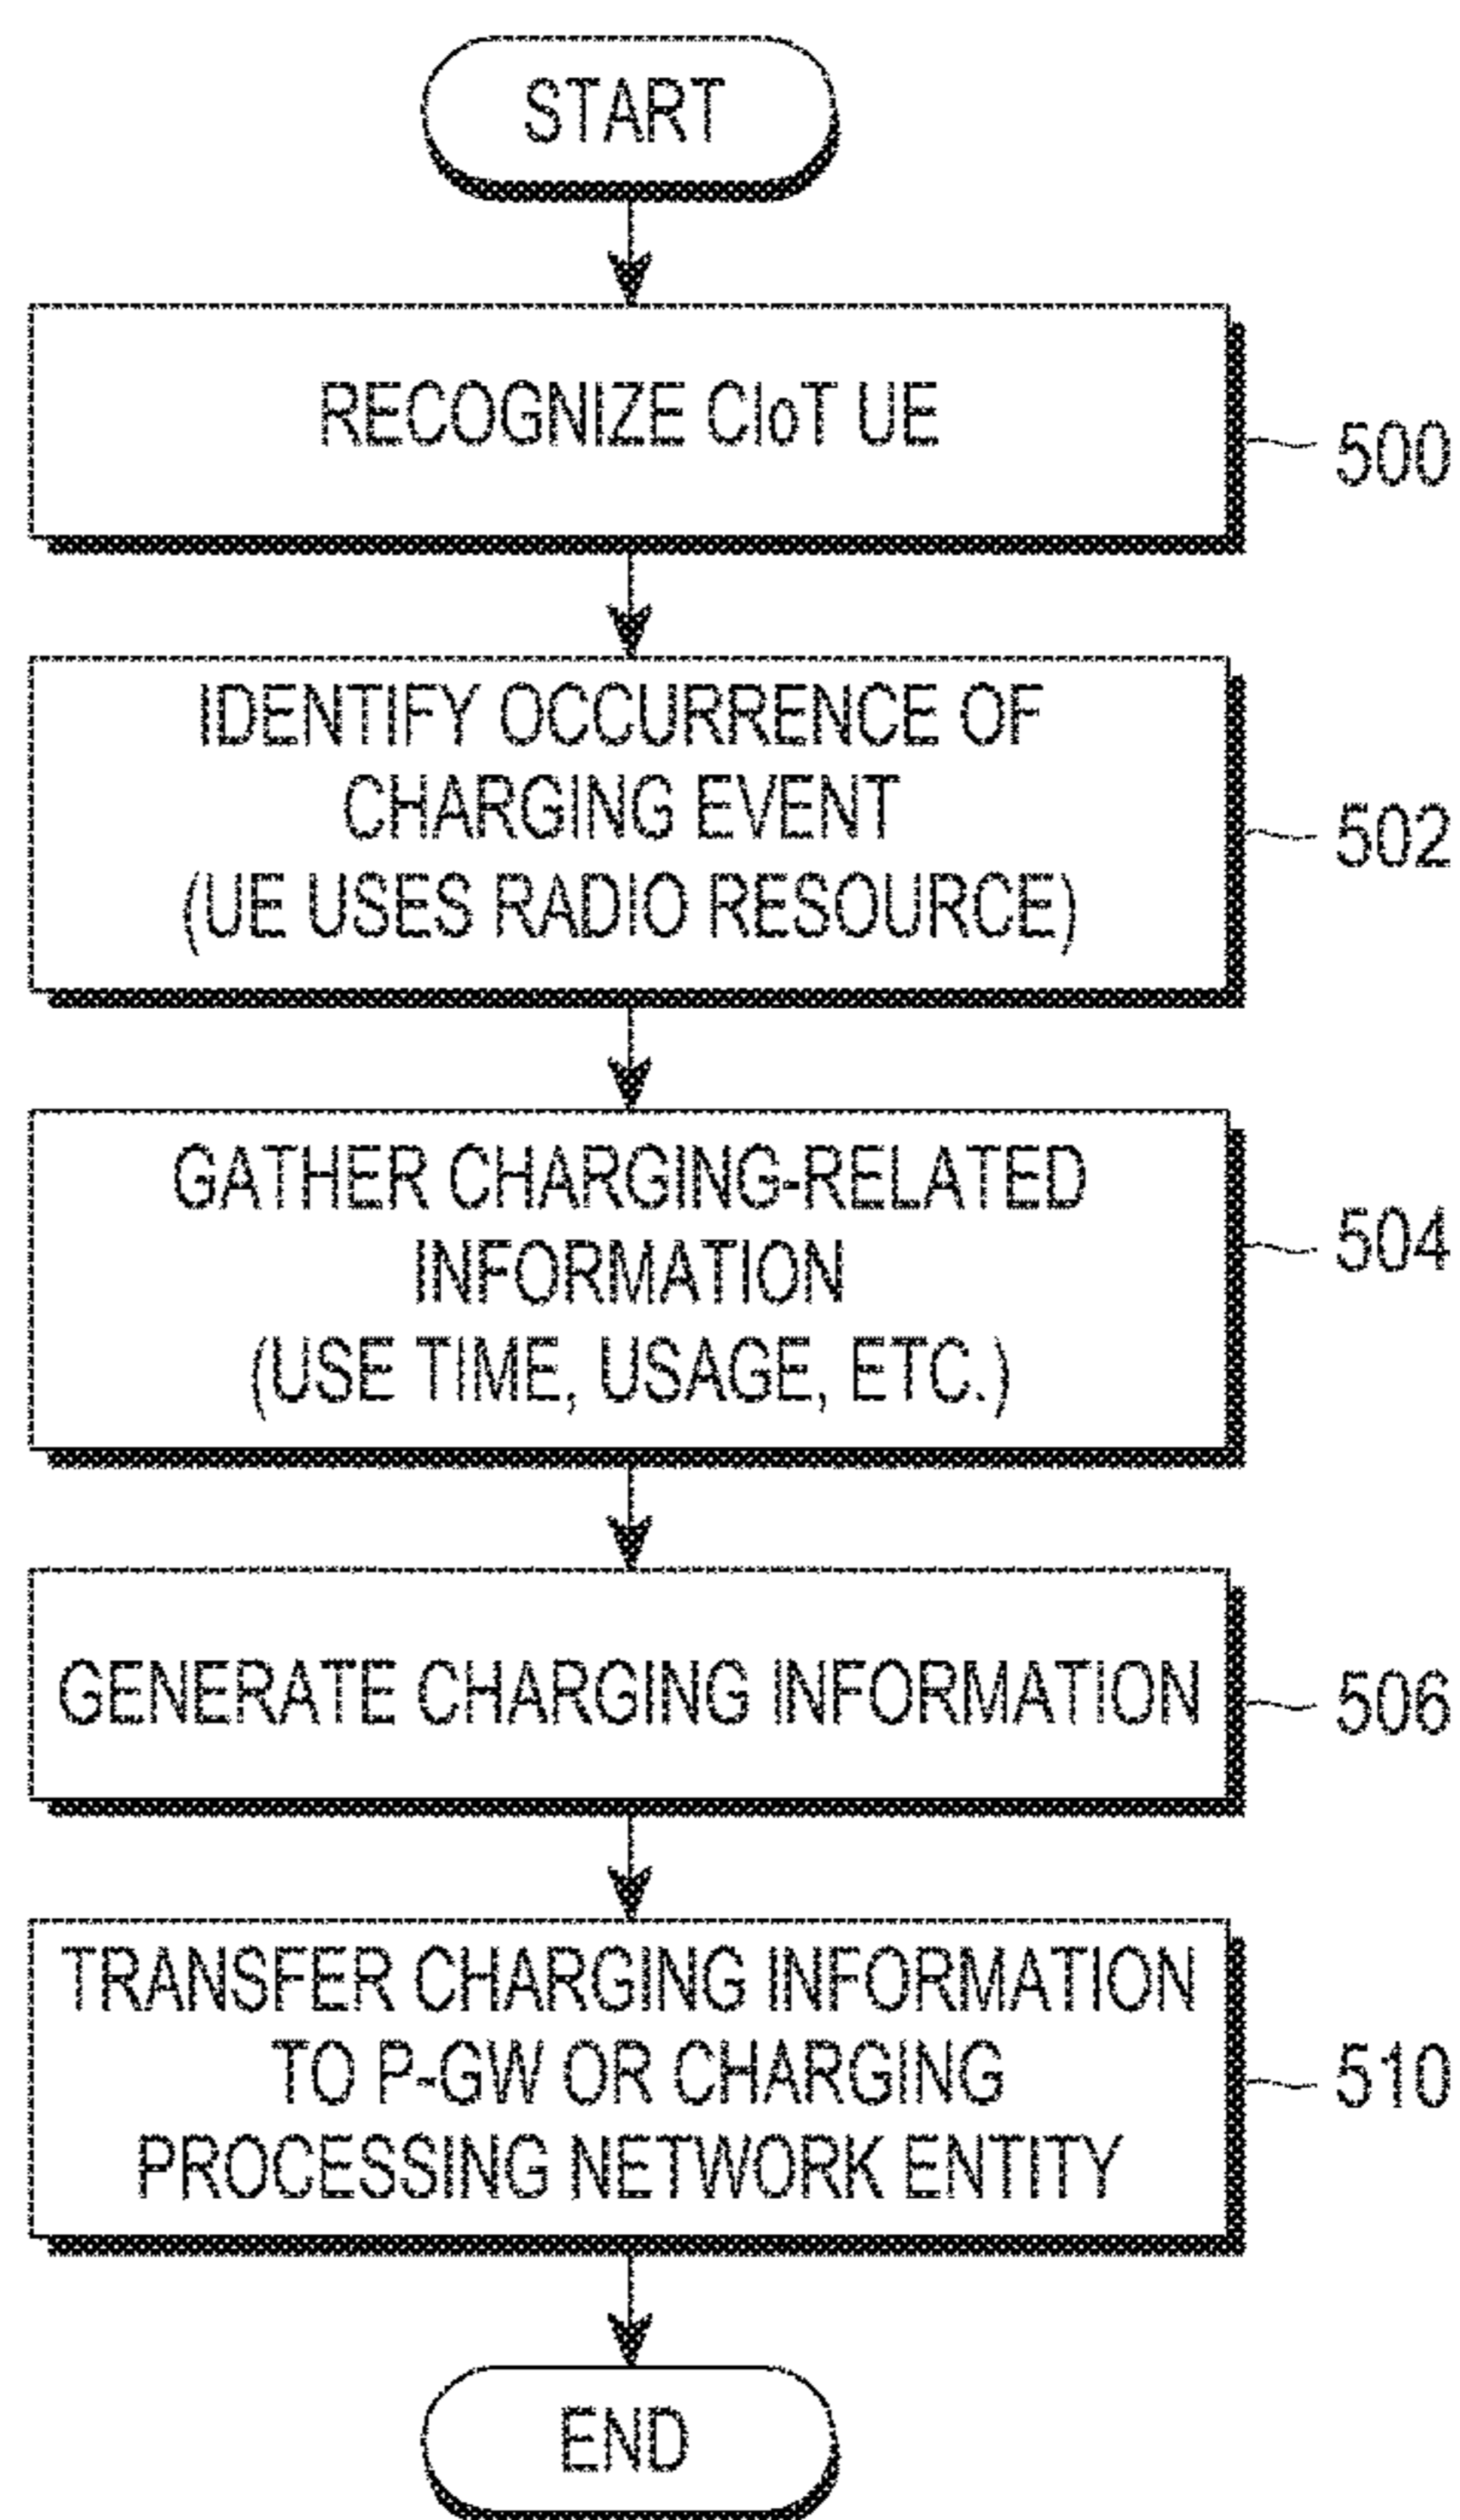 START
RECOGNIZE CIoT UE
500
IDENTIFY OCCURRENCE OF
CHARGING EVENT
(UE USES RADIO RESOURCE)
502
GATHER CHARGING-RELATED
INFORMATION
(USE TIME, USAGE, ETC.)
504
GENERATE CHARGING INFORMATION
506
TRANSFER CHARGING INFORMATION
TO P-GW OR CHARGING
PROCESSING NETWORK ENTITY
510
END